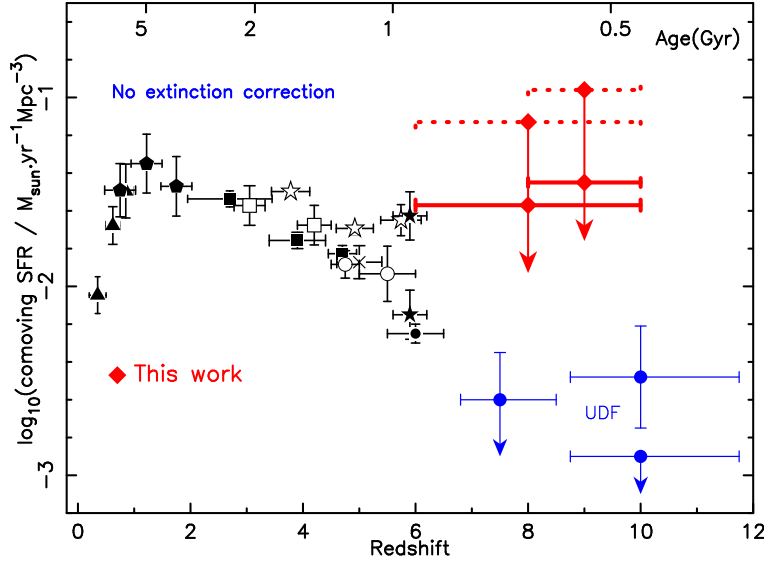 5 2 1 0.5
Age(Gyr)
No extinction correction
log10(comoving SFR / Msun.yr−1Mpc−3)
−1
−2
−3
This work
UDF
0 2 4 6 8 10 12
Redshift